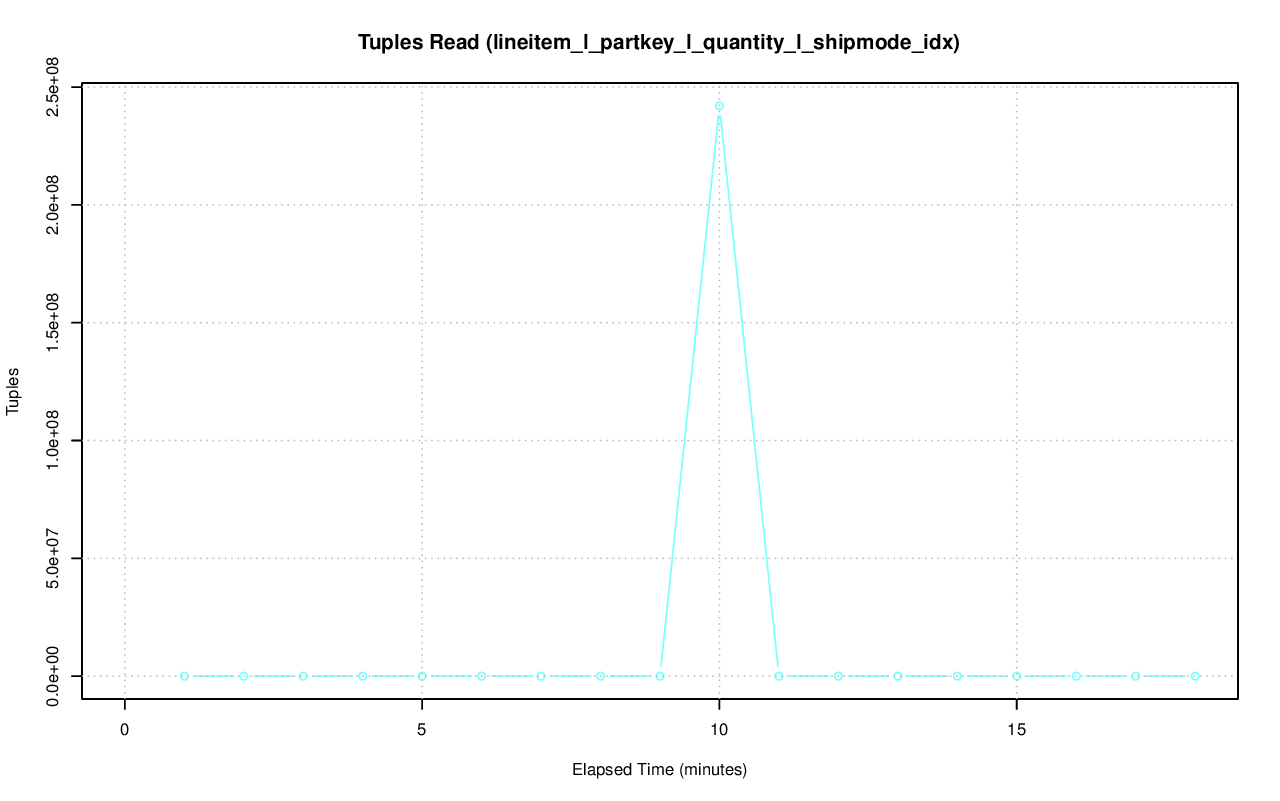 Tuples Read (lineitem_l_partkey_l_quantity_l_shipmode_idx)
2.5e+08
2.0e+08
1.5e+08
1.0e+08
5.0e+07
0.0e+00
Tuples
0 5 10 15
Elapsed Time (minutes)